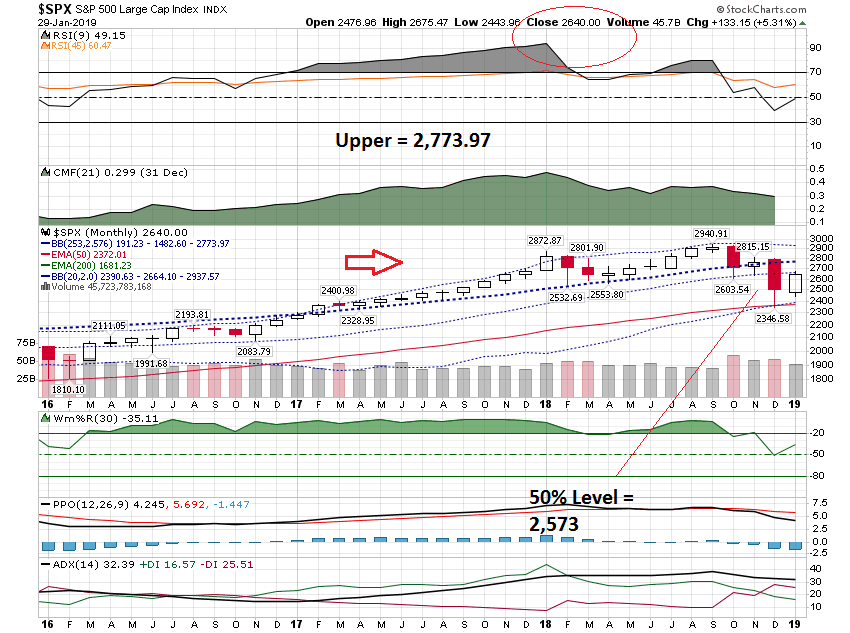 $SPX S&P 500 Large Cap Index INDX
© StockCharts.com
29-Jan-2019
Open 2476.96 High 2675.47 Low 2443.96 Close 2640.00 Volume 45.7B Chg +133.15 (+5.31%)
RSI(9) 49.15
RSI(45) 60.47
90
70
50
30
10
Upper = 2,773.97
CMF(21) 0.299 (31 Dec)
0.5
0.4
0.3
0.2
0.1
$SPX (Monthly) 2640.00
BB(253,2.576) 191.23 - 1482.60 - 2773.97
EMA(50) 2372.01
EMA(200) 1681.23
BB(20,2.0) 2390.63 - 2664.10 - 2937.57
Volume 45,723,783,168
2872.87
2801.90
2940.91
2815.15
2400.98
2193.81
2111.05
2328.95
2532.69
2553.80
2603.54
2346.58
2083.79
1991.68
1810.10
3000
2900
2800
2700
2600
2500
2400
2300
2200
2100
2000
1900
1800
75B
50B
25B
16 F M A M J J A S O N D 17 F M A M J J A S O N D 18 F M A M J J A S O N D 19
Wm%R(30) -35.11
-20
-50
-80
PPO(12,26,9) 4.245, 5.692, -1.447
50% Level =
2,573
7.5
5.0
2.5
0.0
-2.5
ADX(14) 32.39 +DI 16.57 -DI 25.51
40
30
20
10